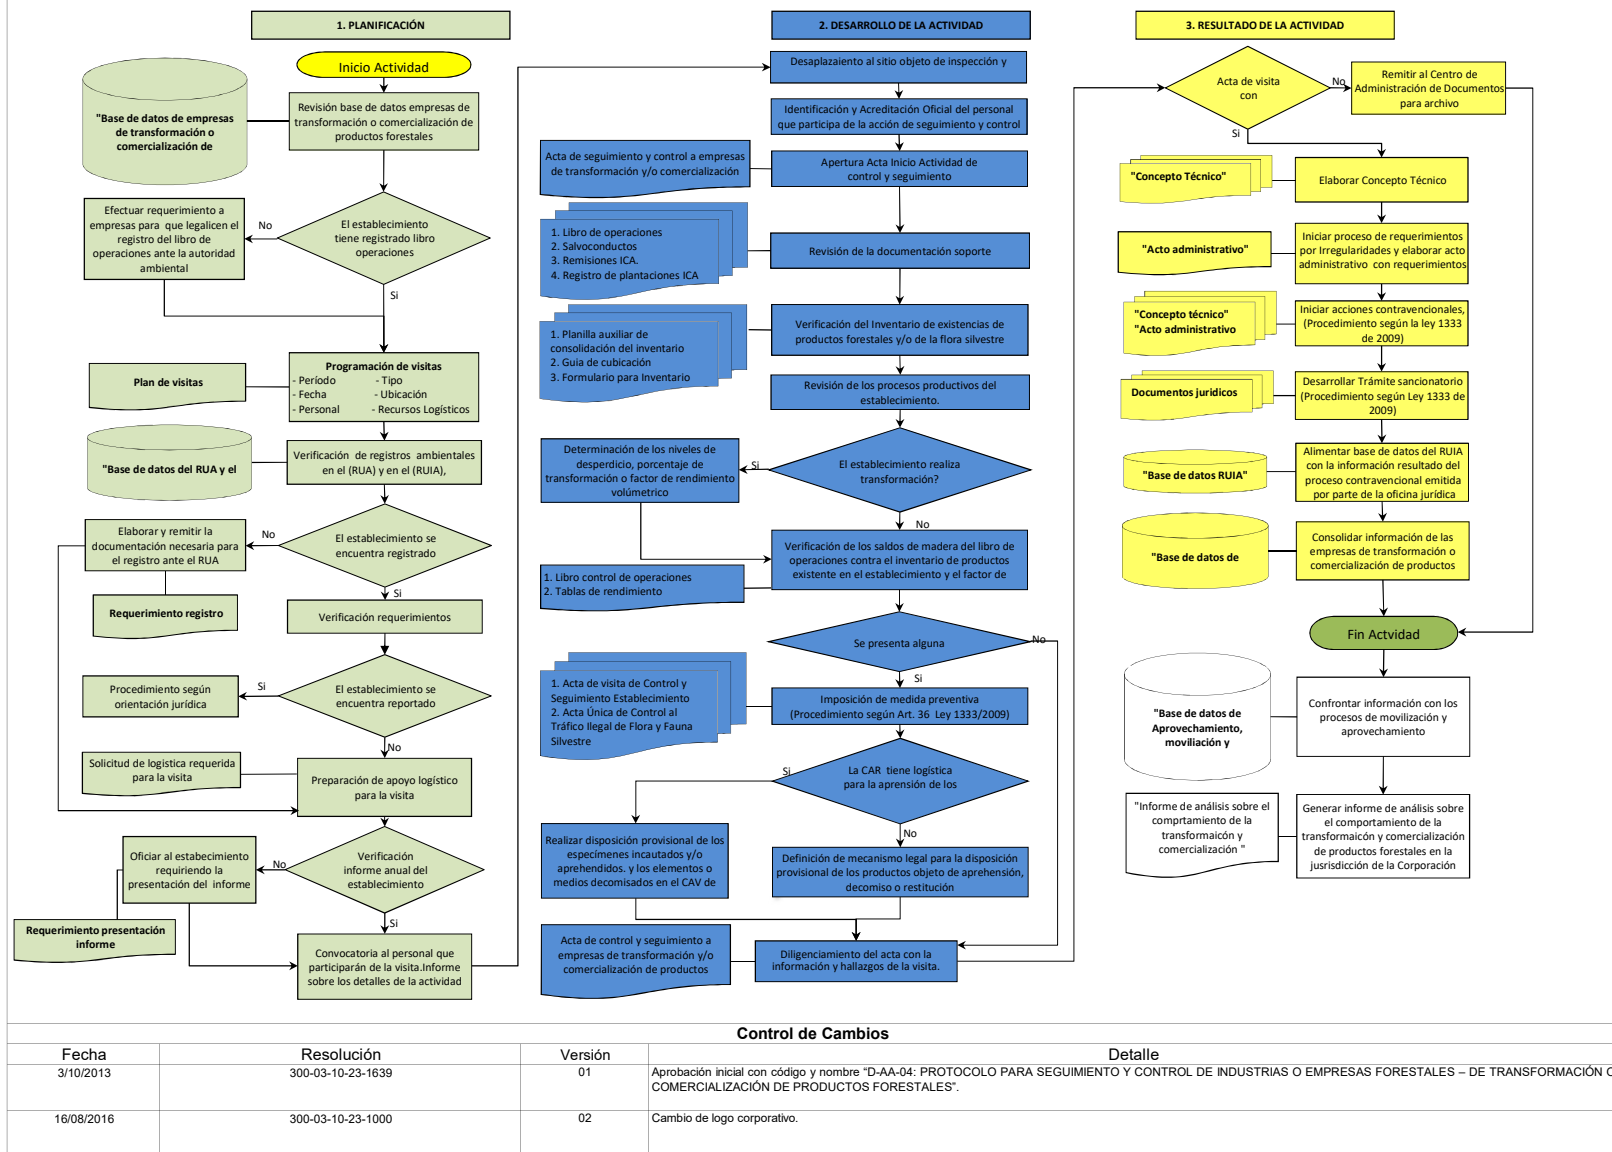 1. PLANIFICACIÓN
Inicio Actividad
"Base de datos de empresas
de transformación o
comercialización de
Revisión base de datos empresas de
transformación o comercialización de
productos forestales
Efectuar requerimiento a
empresas para que legalicen el
registro del libro de
operaciones ante la autoridad
ambiental
No
El establecimiento
tiene registrado libro
operaciones
Si
Plan de visitas
Programación de visitas
- Período - Tipo
- Fecha - Ubicación
- Personal - Recursos Logísticos
"Base de datos del RUA y el
Verificación de registros ambientales
en el (RUA) y en el (RUIA),
Elaborar y remitir la
documentación necesaria para
el registro ante el RUA
No
El establecimiento se
encuentra registrado
Si
Requerimiento registro
Verificación requerimientos
Procedimiento según
orientación jurídica
Si
El establecimiento se
encuentra reportado
No
Solicitud de logistica requerida
para la visita
Preparación de apoyo logístico
para la visita
Oficiar al estabecimiento
requiriendo la
presentación del informe
No
Verificación
informe anual del
establecimiento
Si
Requerimiento presentación
informe
Convocatoria al personal que
participarán de la visita.Informe
sobre los detalles de la actividad
2. DESARROLLO DE LA ACTIVIDAD
Desaplazaiento al sitio objeto de inspección y
Identificación y Acreditación Oficial del personal
que participa de la acción de seguimiento y control
Acta de seguimiento y control a empresas
de transformación y/o comercialización
Apertura Acta Inicio Actividad de
control y seguimiento
1. Libro de operaciones
2. Salvoconductos
3. Remisiones ICA.
4. Registro de plantaciones ICA
Revisión de la documentación soporte
1. Planilla auxiliar de
consolidación del inventario
2. Guia de cubicación
3. Formulario para Inventario
Verificación del Inventario de existencias de
productos forestales y/o de la flora silvestre
Revisión de los procesos productivos del
establecimiento.
Determinación de los niveles de
desperdicio, porcentaje de
transformación o factor de rendimiento
volúmetrico
Si
El establecimiento realiza
transformación?
No
Verificación de los saldos de madera del libro de
operaciones contra el inventario de productos
existente en el establecimiento y el factor de
1. Libro control de operaciones
2. Tablas de rendimiento
Se presenta alguna
No
Si
1. Acta de visita de Control y
Seguimiento Establecimiento
2. Acta Única de Control al
Tráfico Ilegal de Flora y Fauna
Silvestre
Imposición de medida preventiva
(Procedimiento según Art. 36 Ley 1333/2009)
Si
La CAR tiene logística
para la aprensión de los
No
Realizar disposición provisional de los
especímenes incautados y/o
aprehendidos. y los elementos o
medios decomisados en el CAV de
Definición de mecanismo legal para la disposición
provisional de los productos objeto de aprehensión,
decomiso o restitución
Acta de control y seguimiento a
empresas de transformación y/o
comercialización de productos
Diligenciamiento del acta con la
información y hallazgos de la visita.
3. RESULTADO DE LA ACTIVIDAD
Acta de visita
con
No
Remitir al Centro de
Administración de Documentos
para archivo
Si
"Concepto Técnico"
Elaborar Concepto Técnico
"Acto administrativo"
Iniciar proceso de requerimientos
por Irregularidades y elaborar acto
administrativo con requerimientos
"Concepto técnico"
"Acto administrativo
Iniciar acciones contravencionales,
(Procedimiento según la ley 1333
de 2009)
Documentos juridicos
Desarrollar Trámite sancionatorio
(Procedimiento según Ley 1333 de
2009)
"Base de datos RUIA"
Alimentar base de datos del RUIA
con la información resultado del
proceso contravencional emitida
por parte de la oficina jurídica
"Base de datos de
Consolidar información de las
empresas de transformación o
comercialización de productos
Fin Actvidad
"Base de datos de
Aprovechamiento,
moviliación y
Confrontar información con los
procesos de movilización y
aprovechamiento
"Informe de análisis sobre el
comprtamiento de la
transformaicón y
comercialización "
Generar informe de análisis sobre
el comportamiento de la
transformaicón y comercialización
de productos forestales en la
jusrisdicción de la Corporación
Control de Cambios
Fecha Resolución Versión Detalle
3/10/2013 300-03-10-23-1639 01 Aprobación inicial con código y nombre "D-AA-04: PROTOCOLO PARA SEGUIMIENTO Y CONTROL DE INDUSTRIAS O EMPRESAS FORESTALES – DE TRANSFORMACIÓN O
COMERCIALIZACIÓN DE PRODUCTOS FORESTALES".
16/08/2016 300-03-10-23-1000 02 Cambio de logo corporativo.